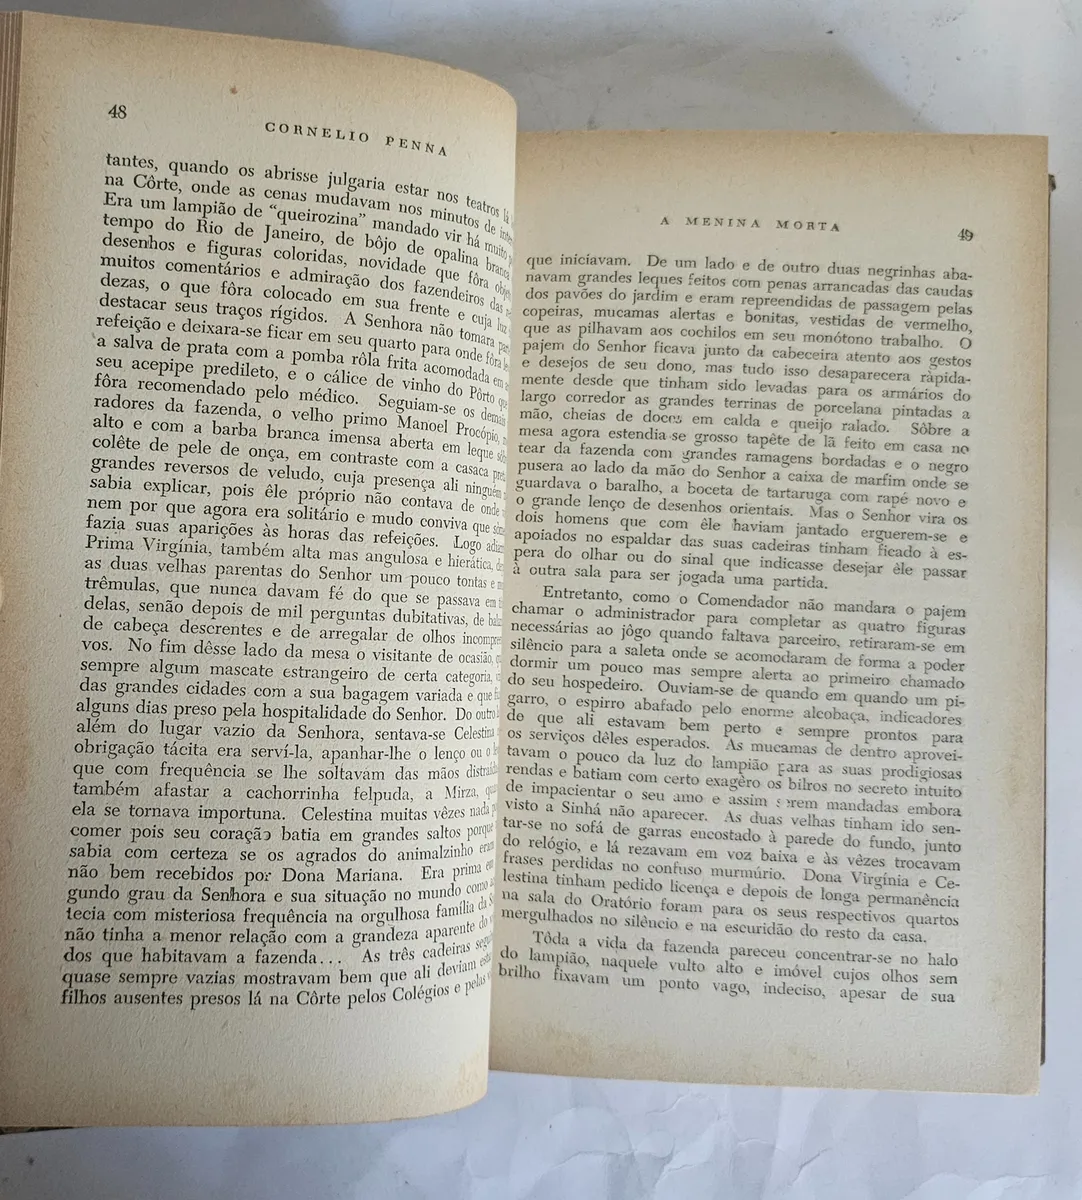 48
CORNELIO PENNA
tantes, quando os abrisse julgaria estar nos teatros lá
na Côrte, onde as cenas mudavam nos minutos de
Era um lampião de "queirozina" mandado vir há muito
tempo do Rio de Janeiro, de bôjo de opalina branca
desenhos e figuras coloridas, novidade que fôra
muitos comentários e admiração dos fazendeiros das
dezas, o que fôra colocado em sua frente e cuja luz
destacar seus traços rígidos. A Senhora não tomara
refeição e deixara-se ficar em seu quarto para onde fôra
a salva de prata com a pomba rôla frita acomodada em
seu acepipe predileto, e o cálice de vinho do Pôrto que
fôra recomendado pelo médico. Seguiam-se os demais
radores da fazenda, o velho primo Manoel Procópio,
alto e com a barba branca imensa aberta em leque
colête de pele de onça, em contraste com a casaca
grandes reversos de veludo, cuja presença ali ninguém
sabia explicar, pois êle próprio não contava de onde
nem por que agora era solitário e mudo conviva que
fazia suas aparições às horas das refeições. Logo
Prima Virgínia, também alta mas angulosa e hierática,
as duas velhas parentas do Senhor um pouco tontas e
trêmulas, que nunca davam fé do que se passava em
delas, senão depois de mil perguntas dubitativas, de
de cabeça descrentes e de arregalar de olhos
vos. No fim dêsse lado da mesa o visitante de ocasião,
sempre algum mascate estrangeiro de certa categoria,
das grandes cidades com a sua bagagem variada e que
alguns dias preso pela hospitalidade do Senhor. Do outro
além do lugar vazio da Senhora, sentava-se Celestina
obrigação tácita era serví-la, apanhar-lhe o lenço ou o
que com frequência se lhe soltavam das mãos
também afastar a cachorrinha felpuda, a Mirza,
ela se tornava importuna. Celestina muitas vêzes nada
comer pois seu coração batia em grandes saltos porque
sabia com certeza se os agrados do animalzinho eram
não bem recebidos por Dona Mariana. Era prima em
gundo grau da Senhora e sua situação no mundo como
tecia com misteriosa frequência na orgulhosa família da
não tinha a menor relação com a grandeza aparente do
dos que habitavam a fazenda... As três cadeiras
quase sempre vazias mostravam bem que ali deviam
filhos ausentes presos lá na Côrte pelos Colégios e pelas
A MENINA MORTA
49
que iniciavam. De um lado e de outro duas negrinhas aba-
navam grandes leques feitos com penas arrancadas das caudas
dos pavões do jardim e eram repreendidas de passagem pelas
copeiras, mucamas alertas e bonitas, vestidas de vermelho,
que as pilhavam aos cochilos em seu monótono trabalho. O
pajem do Senhor ficava junto da cabeceira atento aos gestos
e desejos de seu dono, mas tudo isso desaparecera ràpida-
mente desde que tinham sido levadas para os armários do
largo corredor as grandes terrinas de porcelana pintadas a
mão, cheias de doces em calda e queijo ralado. Sôbre a
mesa agora estendia-se grosso tapête de lã feito em casa no
tear da fazenda com grandes ramagens bordadas e o negro
pusera ao lado da mão do Senhor a caixa de marfim onde se
guardava o baralho, a boceta de tartaruga com rapé novo e
o grande lenço de desenhos orientais. Mas o Senhor vira os
dois homens que com êle haviam jantado erguerem-se e
apoiados no espaldar das suas cadeiras tinham ficado à es-
pera do olhar ou do sinal que indicasse desejar êle passar
à outra sala para ser jogada uma partida.
Entretanto, como o Comendador não mandara o pajem
chamar o administrador para completar as quatro figuras
necessárias ao jôgo quando faltava parceiro, retiraram-se em
silêncio para a saleta onde se acomodaram de forma a poder
dormir um pouco mas sempre alerta ao primeiro chamado
do seu hospedeiro. Ouviam-se de quando em quando um pi-
garro, o espirro abafado pelo enorme alcobaça, indicadores
de que ali estavam bem perto e sempre prontos para
os serviços dêles esperados. As mucamas de dentro aprovei-
tavam o pouco da luz do lampião para as suas prodigiosas
rendas e batiam com certo exagêro os bilros no secreto intuito
de impacientar o seu amo e assim serem mandadas embora
visto a Sinhá não aparecer. As duas velhas tinham ido sen-
tar-se no sofá de garras encostado à parede do fundo, junto
do relógio, e lá rezavam em voz baixa e às vêzes trocavam
frases perdidas no confuso murmúrio. Dona Virgínia e Ce-
lestina tinham pedido licença e depois de longa permanência
na sala do Oratório foram para os seus respectivos quartos
mergulhados no silêncio e na escuridão do resto da casa.
Tôda a vida da fazenda pareceu concentrar-se no halo
do lampião, naquele vulto alto e imóvel cujos olhos sem
brilho fixavam um ponto vago, indeciso, apesar de sua